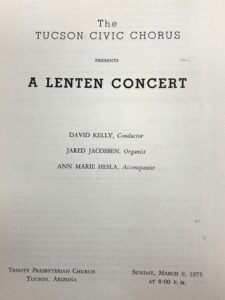 The
TUCSON CIVIC CHORUS
PRESENTS
A LENTEN CONCERT
DAVID KELLY, Conductor
JARED JACOBSEN, Organist
ANN MARIE HESLA, Accompanist
TRINITY PRESBYTERIAN CHURCH
TUCSON, ARIZONA
SUNDAY, MARCH 9, 1975
AT 8:00 P. M.